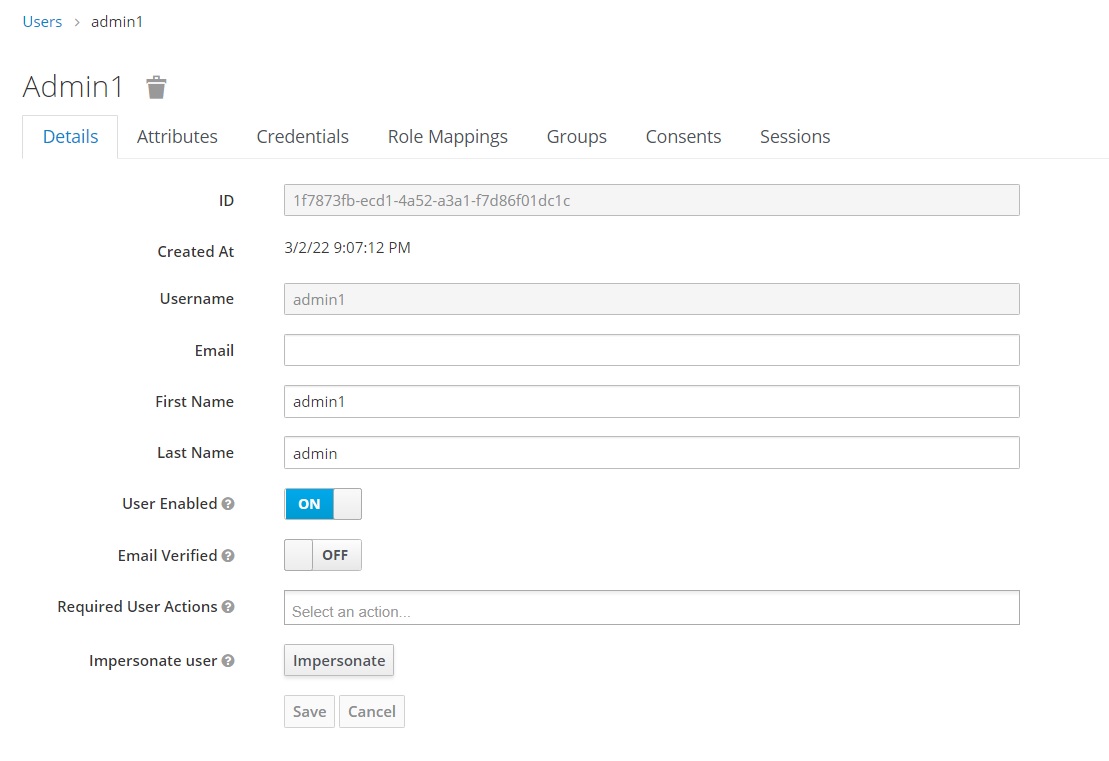 Users > admin1
Admin1
Details Attributes Credentials Role Mappings Groups Consents Sessions
ID 1f7873fb-ecd1-4a52-a3a1-f7d86f01dc1c
Created At 3/2/22 9:07:12 PM
Username admin1
Email
First Name admin1
Last Name admin
User Enabled ? ON
Email Verified ? OFF
Required User Actions ? Select an action...
Impersonate user ? Impersonate
Save Cancel